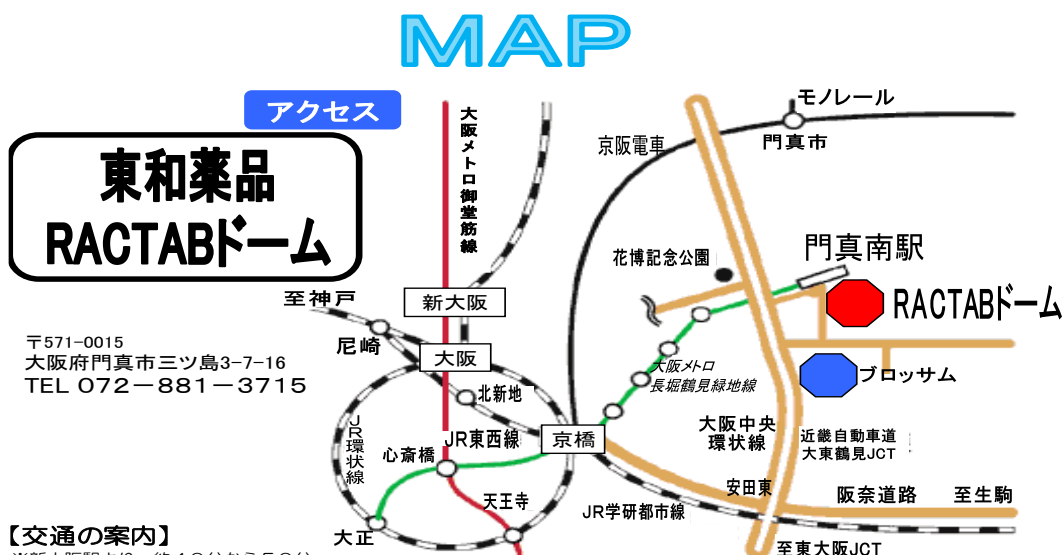 MAP
アクセス
東和薬品
RACTABドーム
〒571-0015
大阪府門真市三ツ島3-7-16
TEL 072－881－3715
大阪メトロ御堂筋線
モノレール
京阪電車
門真市
花博記念公園
門真南駅
RACTABドーム
至神戸
新大阪
尼崎
大阪
大阪メトロ
長堀鶴見緑地線
ブロッサム
北新地
JR環状線
JR東西線
京橋
心斎橋
大阪中央
環状線
近畿自動車道
大東鶴見JCT
天王寺
安田東
阪奈道路
至生駒
JR学研都市線
大正
至東大阪JCT
【交通の案内】